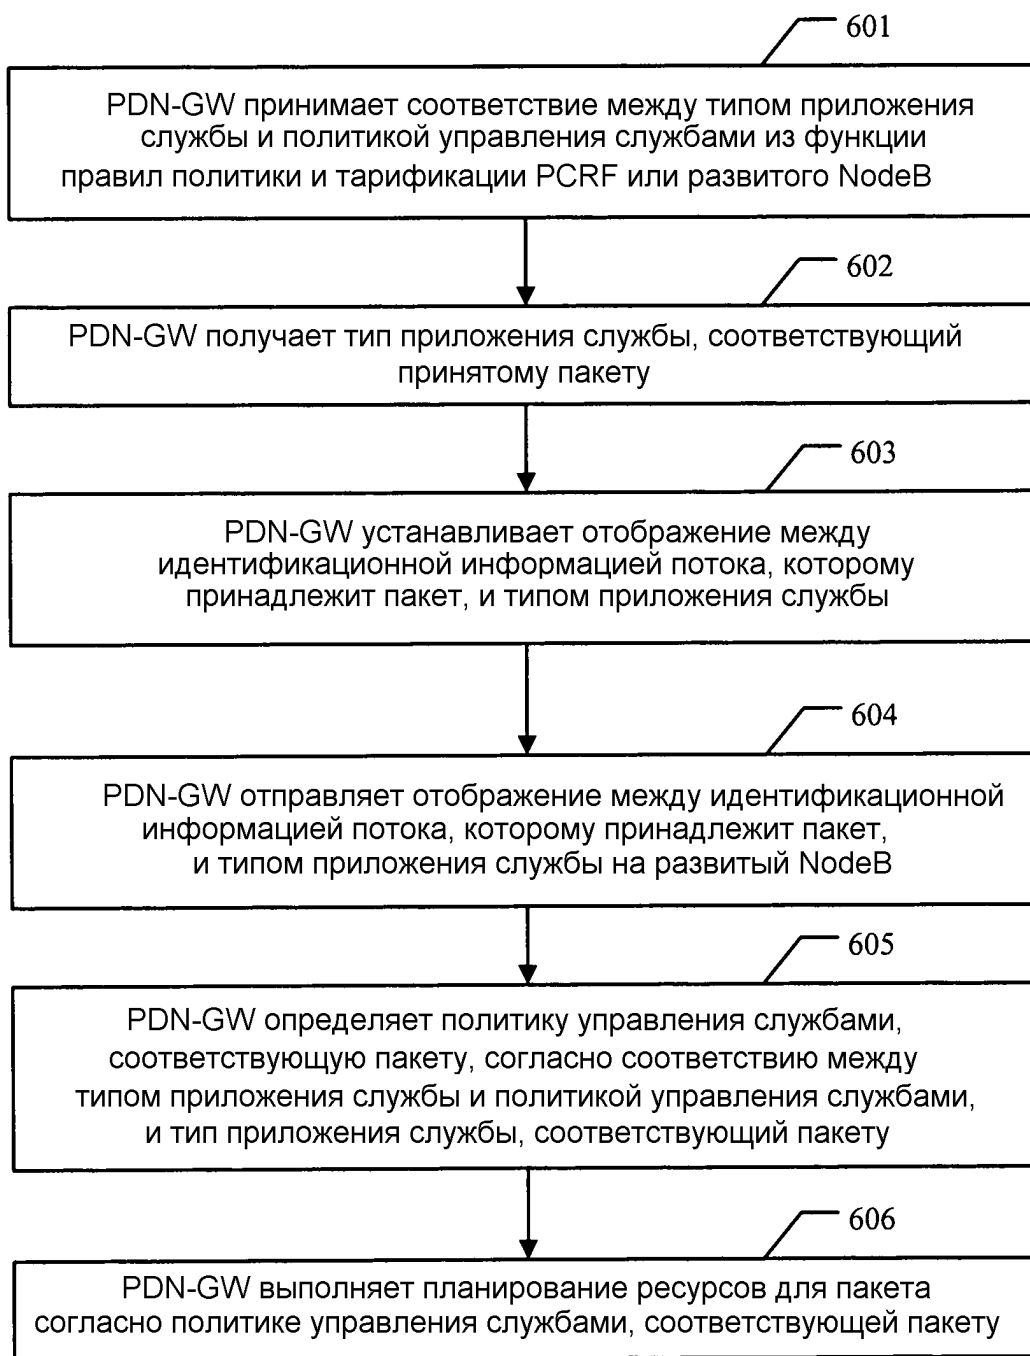 601
PDN-GW принимает соответствие между типом приложения
службы и политикой управления службами из функции
правил политики и тарификации PCRF или развитого NodeB
602
PDN-GW получает тип приложения службы, соответствующий
принятому пакету
603
PDN-GW устанавливает отображение между
идентификационной информацией потока, которому
принадлежит пакет, и типом приложения службы
604
PDN-GW отправляет отображение между идентификационной
информацией потока, которому принадлежит пакет,
и типом приложения службы на развитый NodeB
605
PDN-GW определяет политику управления службами,
соответствующую пакету, согласно соответствию между
типом приложения службы и политикой управления службами,
и тип приложения службы, соответствующий пакету
606
PDN-GW выполняет планирование ресурсов для пакета
согласно политике управления службами, соответствующей пакету